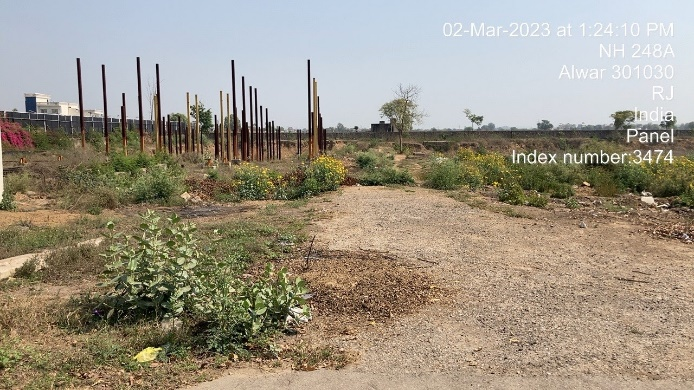 02-Mar-2023 at 1:24:10 PM
NH 248A
Alwar 301030
RJ
India
Panel
Index number:3474